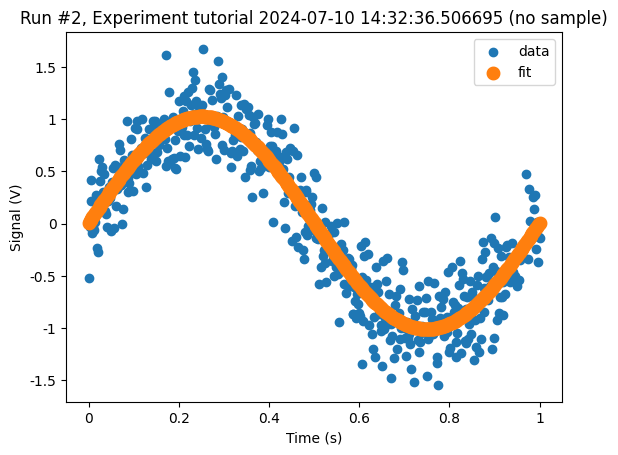 Run #2, Experiment tutorial 2024-07-10 14:32:36.506695 (no sample)
data
fit
1.5
1
0.5
0
-0.5
-1
-1.5
Signal (V)
0
0.2
0.4
0.6
0.8
1
Time (s)